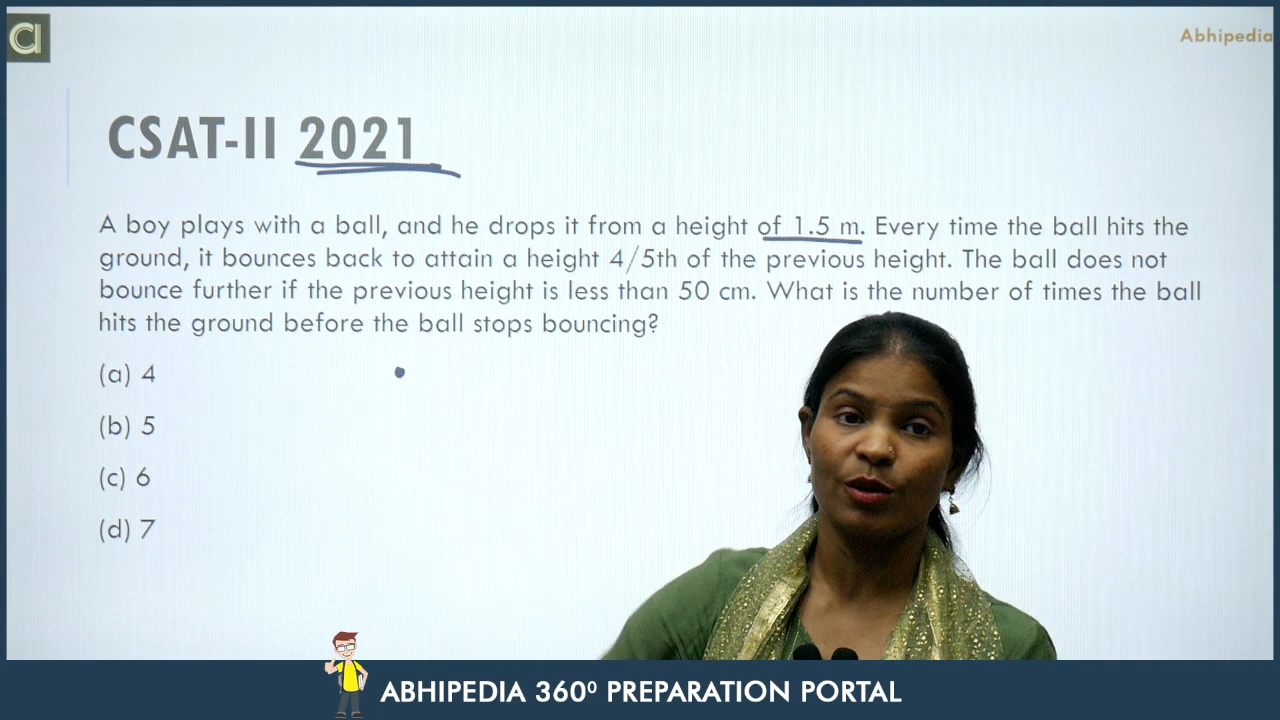 Abhipedia
CSAT-II 2021
A boy plays with a ball, and he drops it from a height of 1.5 m. Every time the ball hits the
ground, it bounces back to attain a height 4/5th of the previous height. The ball does not
bounce further if the previous height is less than 50 cm. What is the number of times the ball
hits the ground before the ball stops bouncing?
(a) 4
(b) 5
(c) 6
(d) 7
ABHIPEDIA 360⁰ PREPARATION PORTAL